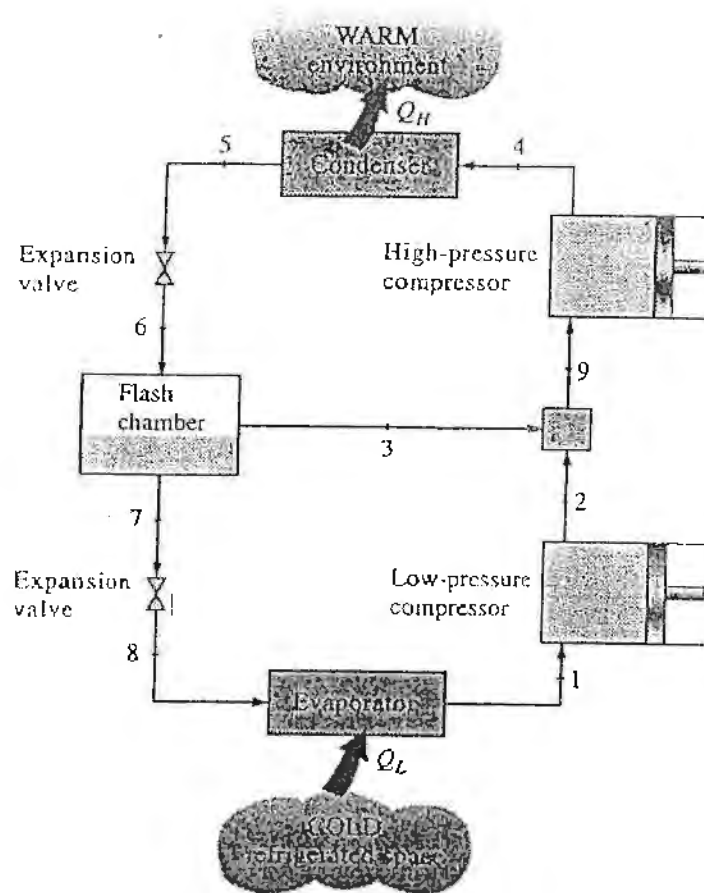 WARM
environment
Q_H
5
4
Condenser
Expansion
valve
High-pressure
compressor
6
9
Flash
chamber
3
7
2
Expansion
valve
Low-pressure
compressor
8
1
Evaporator
Q_L
COLD
refrigerated space